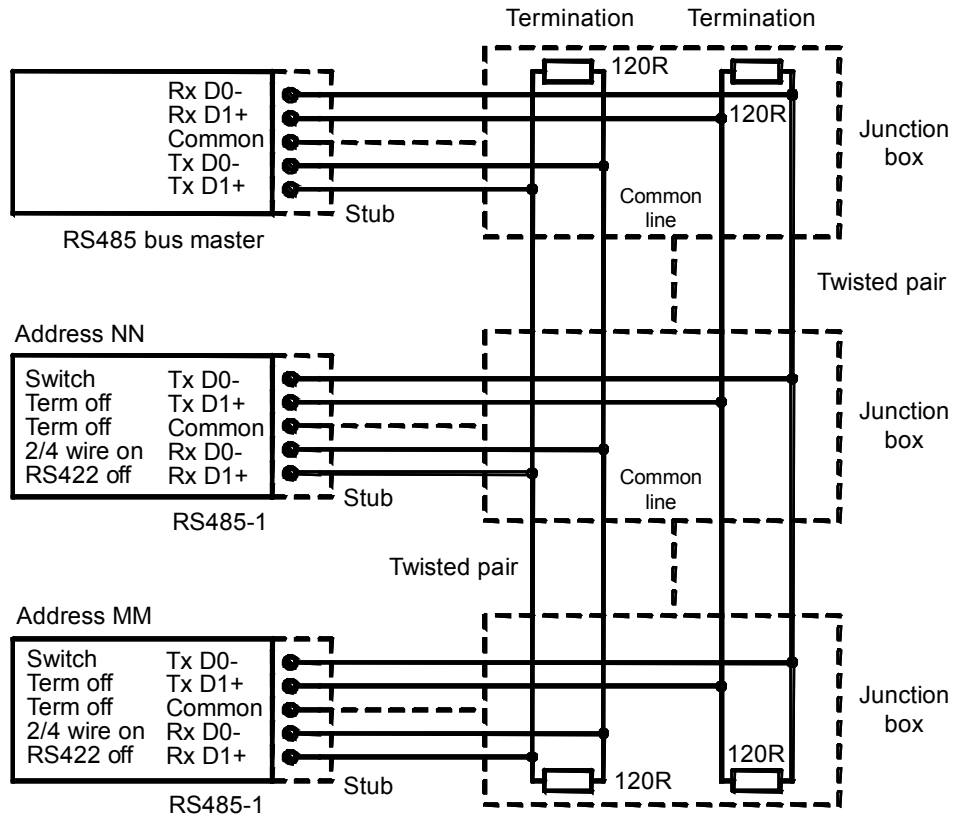 Termination Termination
120R
120R
Rx D0-
Rx D1+
Common
Tx D0-
Tx D1+
Junction
box
Common
line
Stub
RS485 bus master
Twisted pair
Address NN
Switch Tx D0-
Term off Tx D1+
Term off Common
2/4 wire on Rx D0-
RS422 off Rx D1+
Junction
box
Common
line
Stub
RS485-1
Twisted pair
Address MM
Switch Tx D0-
Term off Tx D1+
Term off Common
2/4 wire on Rx D0-
RS422 off Rx D1+
Junction
box
120R
120R
Stub
RS485-1